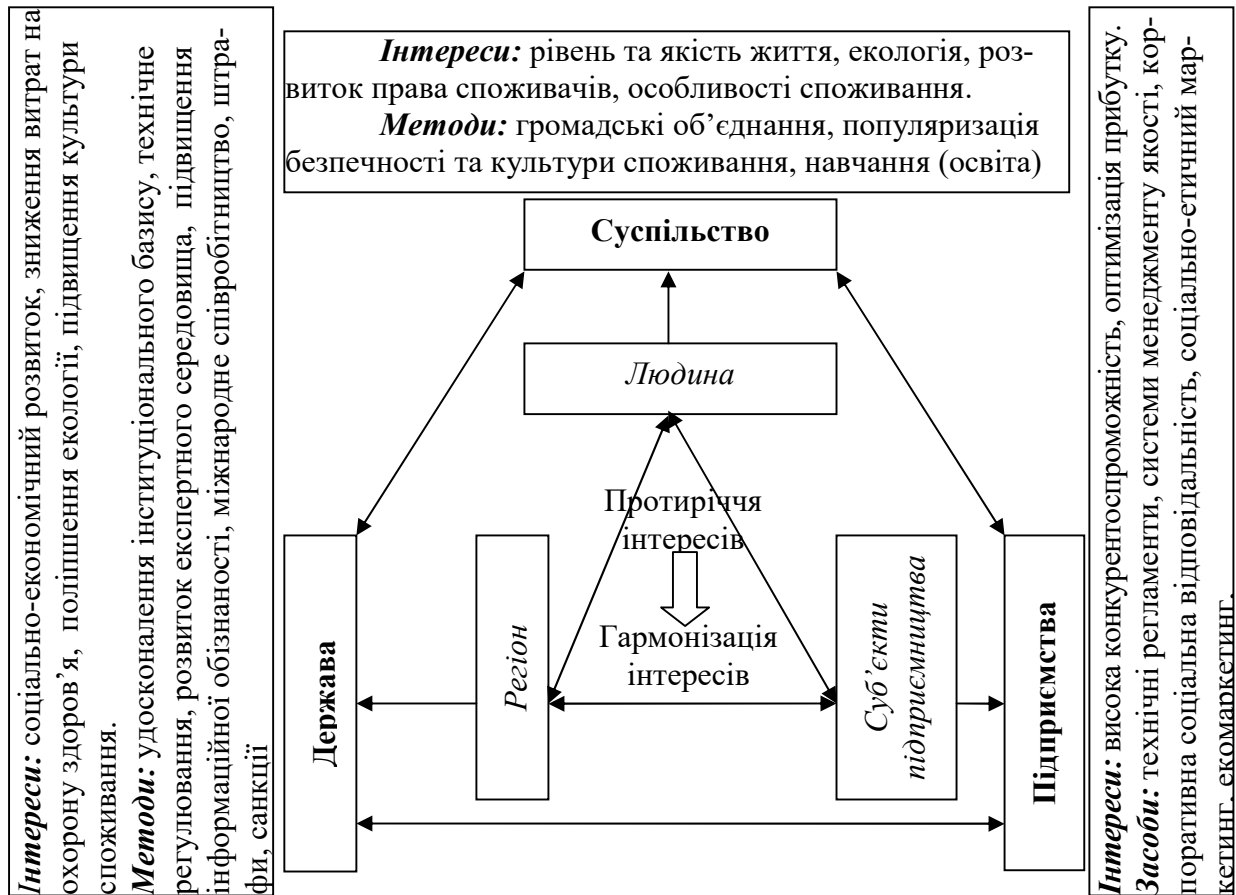 Інтереси: соціально-економічний розвиток, зниження витрат на
охорону здоров'я, поліпшення екології, підвищення культури
споживання.
Методи: удосконалення інституціонального базису, технічне
регулювання, розвиток експертного середовища, підвищення
інформаційної обізнаності, міжнародне співробітництво, штра-
фи, санкції
Інтереси: рівень та якість життя, екологія, роз-
виток права споживачів, особливості споживання.
Методи: громадські об’єднання, популяризація
безпечності та культури споживання, навчання (освіта)
Суспільство
Людина
Протиріччя
інтересів
Гармонізація
інтересів
Держава
Регіон
Суб’єкти
підприємництва
Підприємства
Інтереси: висока конкурентоспроможність, оптимізація прибутку.
Засоби: технічні регламенти, системи менеджменту якості, кор-
поративна соціальна відповідальність, соціально-етичний мар-
кетинг, екомаркетинг.